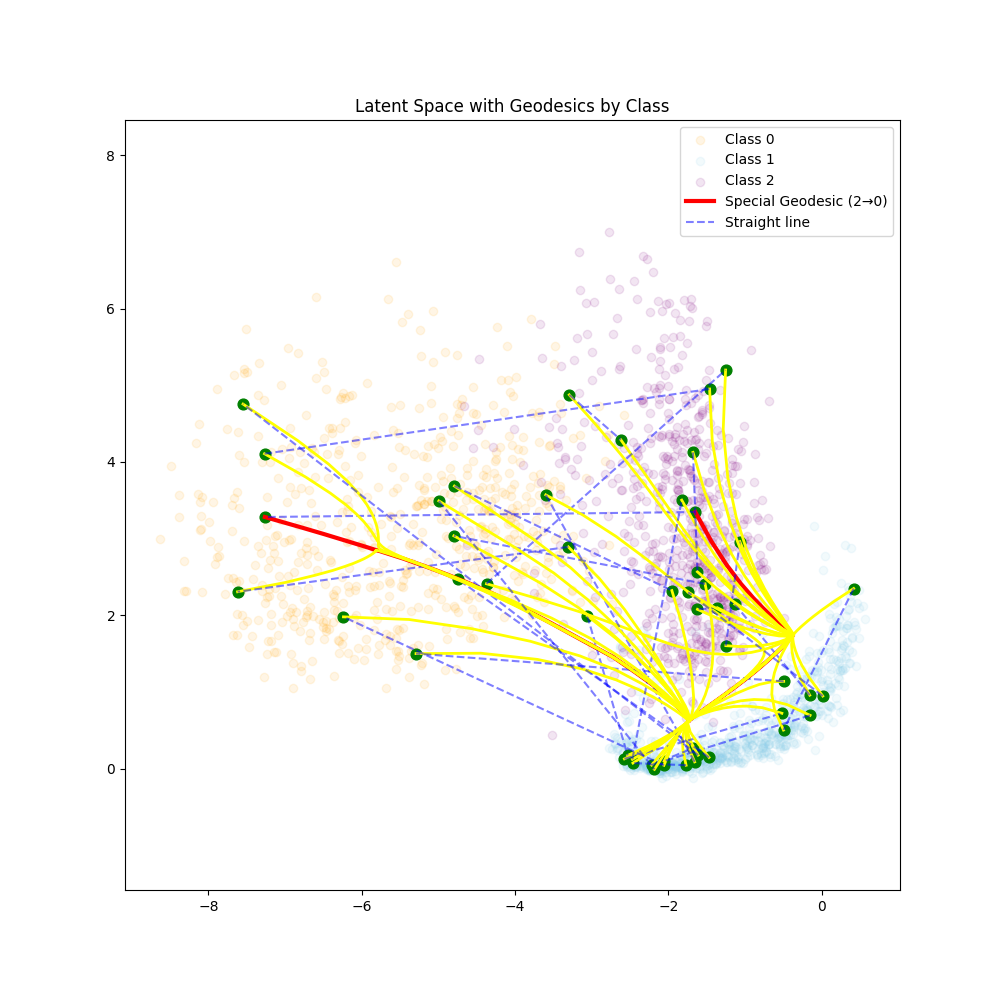 Latent Space with Geodesics by Class
Class 0
Class 1
Class 2
Special Geodesic (2→0)
Straight line
8
6
4
2
0
−8
−6
−4
−2
0